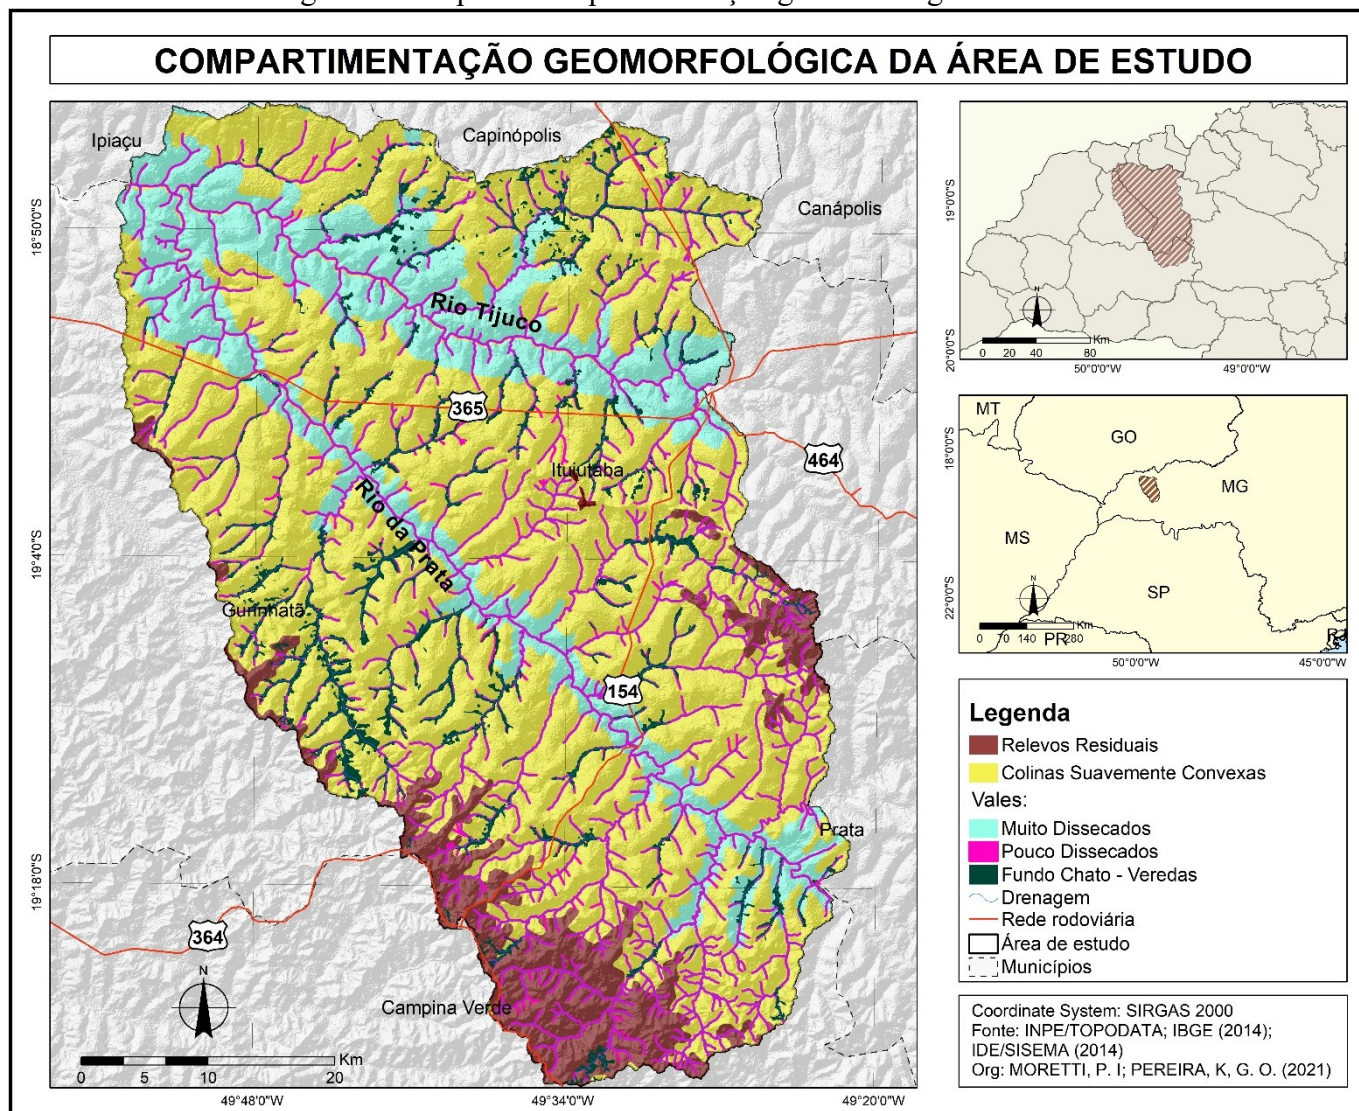 COMPARTIMENTAÇÃO GEOMORFOLÓGICA DA ÁREA DE ESTUDO
Ipiaçu
Capinópolis
Canápolis
Rio Tijuco
365
464
Ituiutaba
Rio da Prata
Gurinhatã
154
Prata
364
Campina Verde
N
Km
0 5 10 20
18°50'0"S
19°4'0"S
19°18'0"S
49°48'0"W 49°34'0"W 49°20'0"W
19°0'0"S
20°0'0"S
N
Km
0 20 40 80
50°0'0"W 49°0'0"W
MT
GO
MG
MS
SP
PR
RJ
18°0'0"S
22°0'0"S
N
Km
0 70 140 280
50°0'0"W 45°0'0"W
Legenda
Relevos Residuais
Colinas Suavemente Convexas
Vales:
Muito Dissecados
Pouco Dissecados
Fundo Chato - Veredas
Drenagem
Rede rodoviária
Área de estudo
Municípios
Coordinate System: SIRGAS 2000
Fonte: INPE/TOPODATA; IBGE (2014);
IDE/SISEMA (2014)
Org: MORETTI, P. I; PEREIRA, K, G. O. (2021)